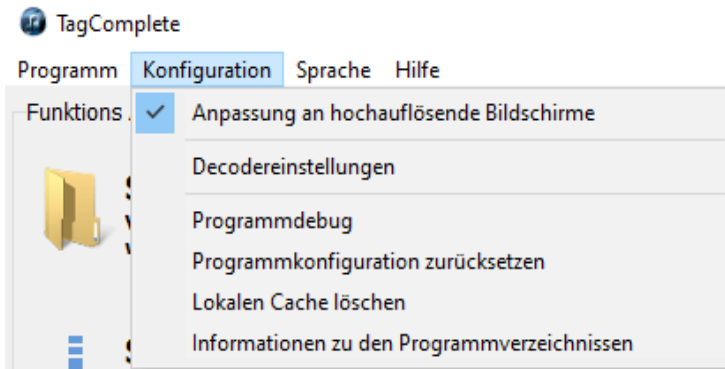 TagComplete
Programm Konfiguration Sprache Hilfe
Funktions
Anpassung an hochauflösende Bildschirme
Decodereinstellungen
Programmdebug
Programmkonfiguration zurücksetzen
Lokalen Cache löschen
Informationen zu den Programmverzeichnissen